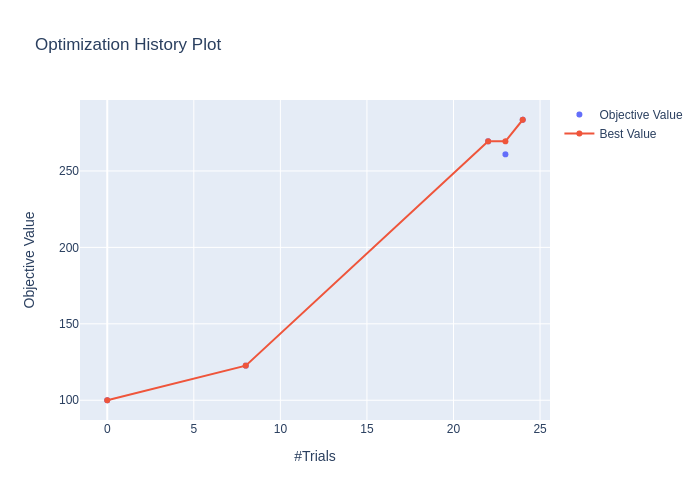 Optimization History Plot
Objective Value
Best Value
250
200
150
100
Objective Value
0 5 10 15 20 25
#Trials